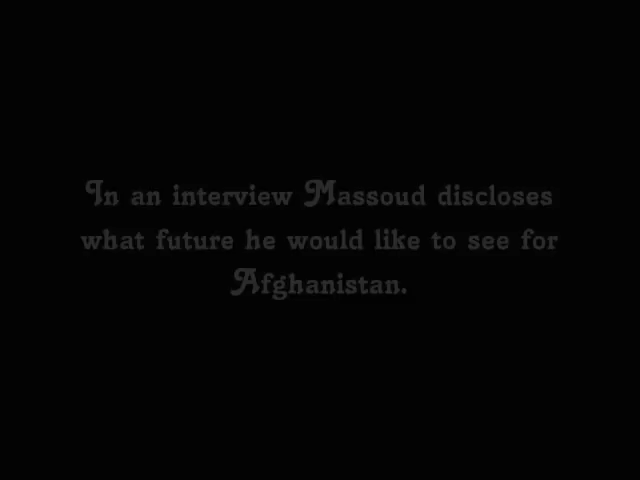 In an interview Massoud discloses
what future he would like to see for
Afghanistan.